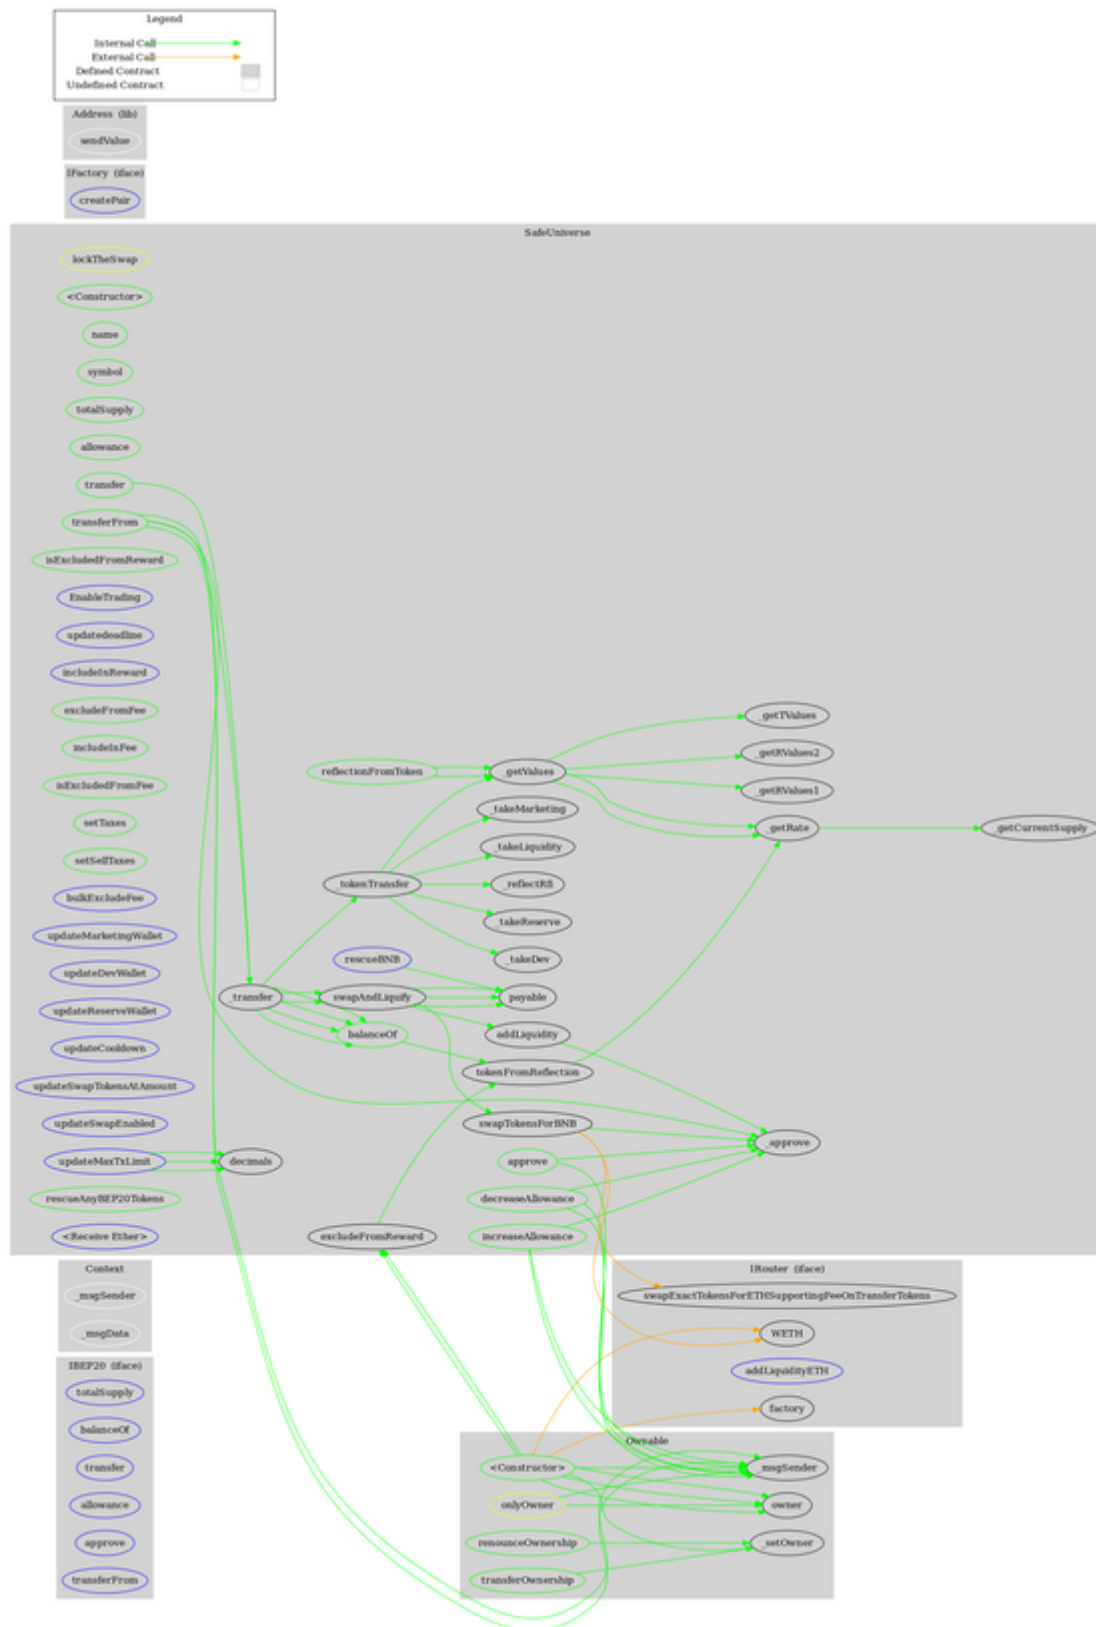 Legend
Internal Call
External Call
Defined Contract
Undefined Contract
Address (lib)
sendValue
IFactory (iface)
createPair
SafeUniverse
lockTheSwap
<Constructor>
name
symbol
totalSupply
allowance
transfer
transferFrom
isExcludedFromReward
EnableTrading
updatedeadline
includeInReward
excludeFromFee
includeInFee
isExcludedFromFee
setTaxes
setSellTaxes
bulkExcludeFee
updateMarketingWallet
updateDevWallet
updateReserveWallet
updateCooldown
updateSwapTokensAtAmount
updateSwapEnabled
updateMaxTxLimit
rescueAnyBEP20Tokens
<Receive Ether>
_transfer
decimals
reflectionFromToken
_tokenTransfer
rescueBNB
swapAndLiquify
balanceOf
excludeFromReward
_getValues
_takeMarketing
_takeLiquidity
_reflectRfi
_takeReserve
_takeDev
payable
addLiquidity
tokenFromReflection
swapTokensForBNB
approve
decreaseAllowance
increaseAllowance
_getTValues
_getRValues2
_getRValues1
_getRate
_approve
_getCurrentSupply
Context
_msgSender
_msgData
IRouter (iface)
swapExactTokensForETHSupportingFeeOnTransferTokens
WETH
addLiquidityETH
factory
IBEP20 (iface)
totalSupply
balanceOf
transfer
allowance
approve
transferFrom
Ownable
<Constructor>
onlyOwner
renounceOwnership
transferOwnership
_msgSender
owner
_setOwner